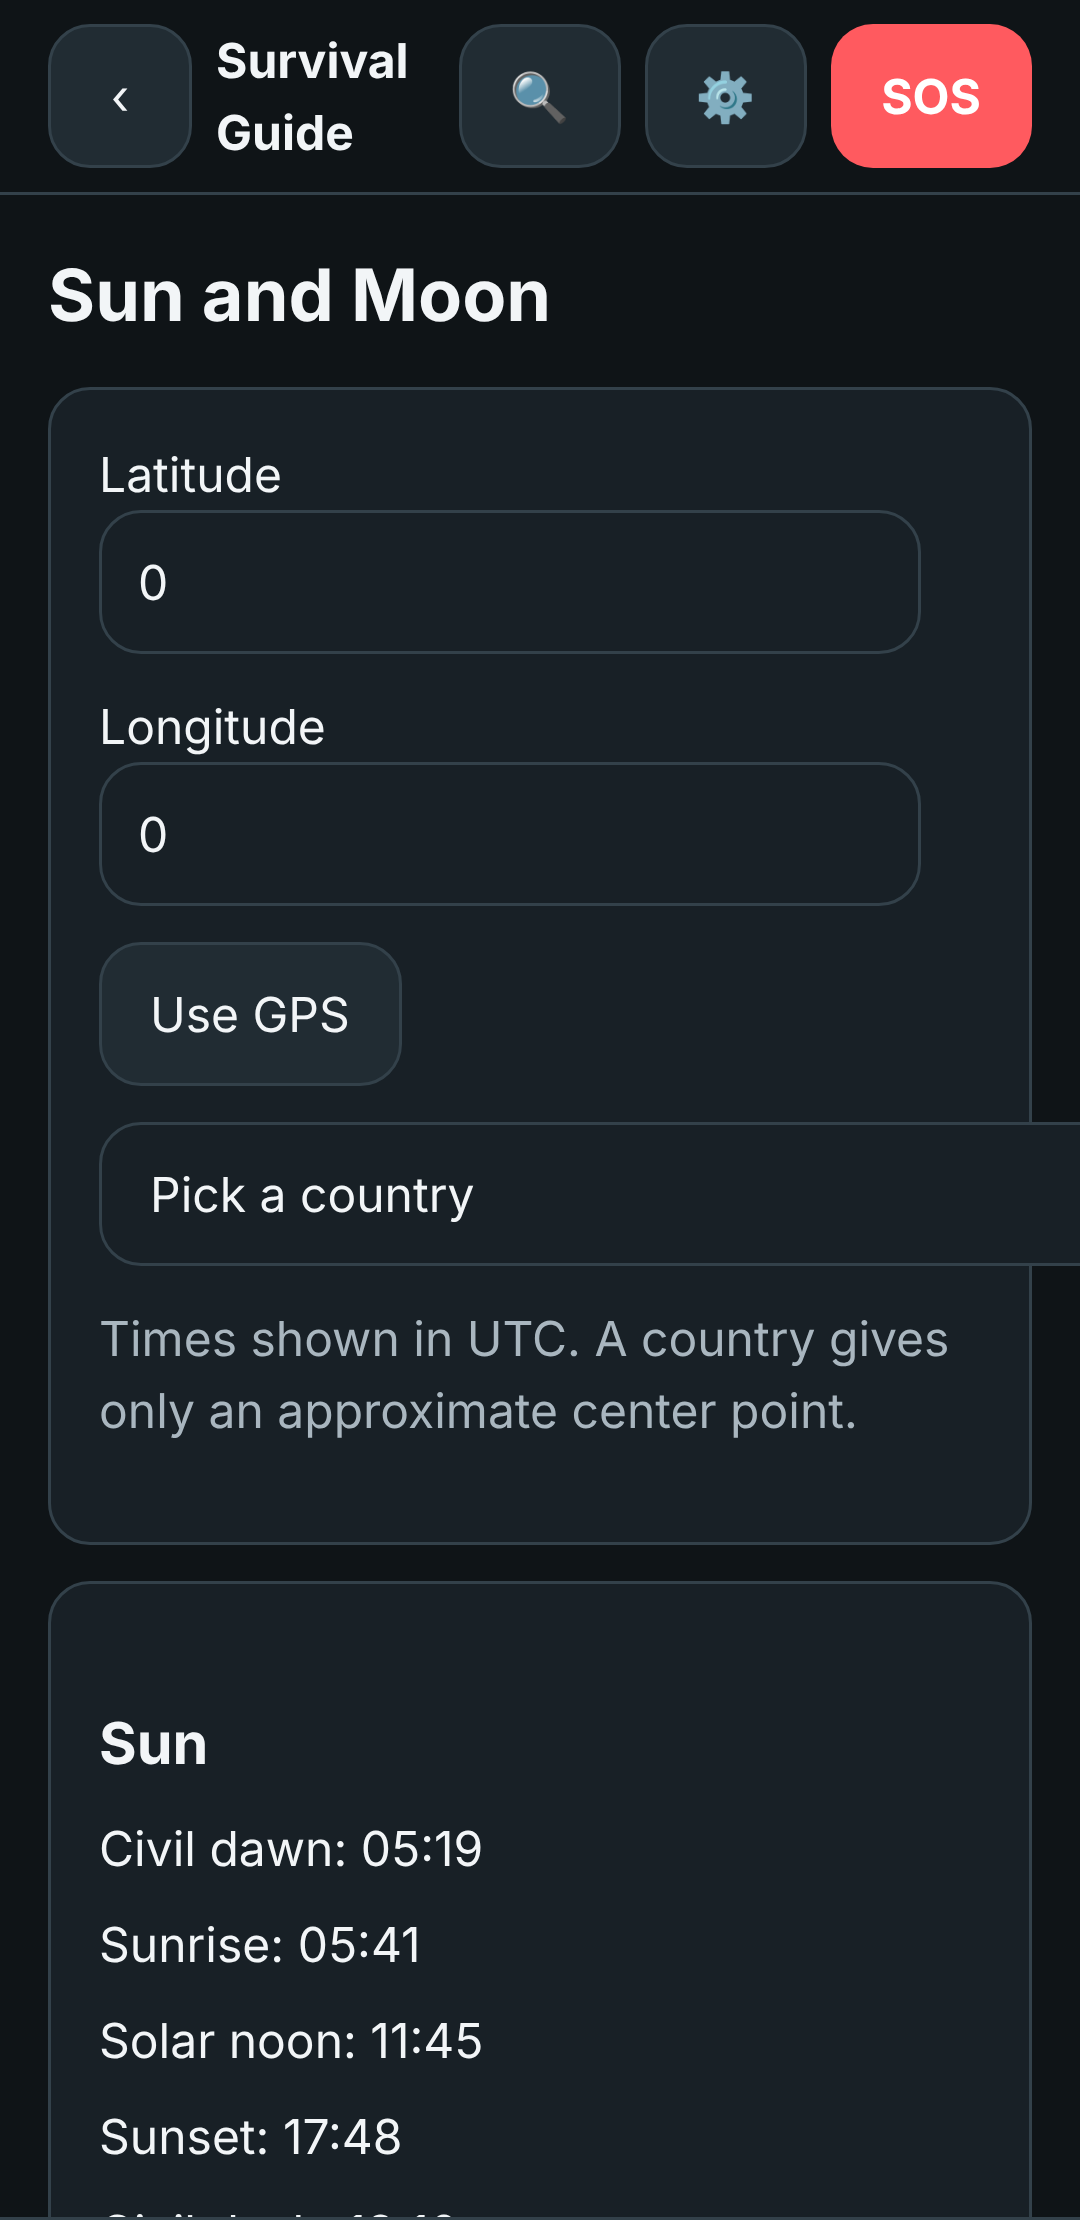 ‹
Survival
Guide
SOS
Sun and Moon
Latitude
0
Longitude
0
Use GPS
Pick a country
Times shown in UTC. A country gives
only an approximate center point.
Sun
Civil dawn: 05:19
Sunrise: 05:41
Solar noon: 11:45
Sunset: 17:48